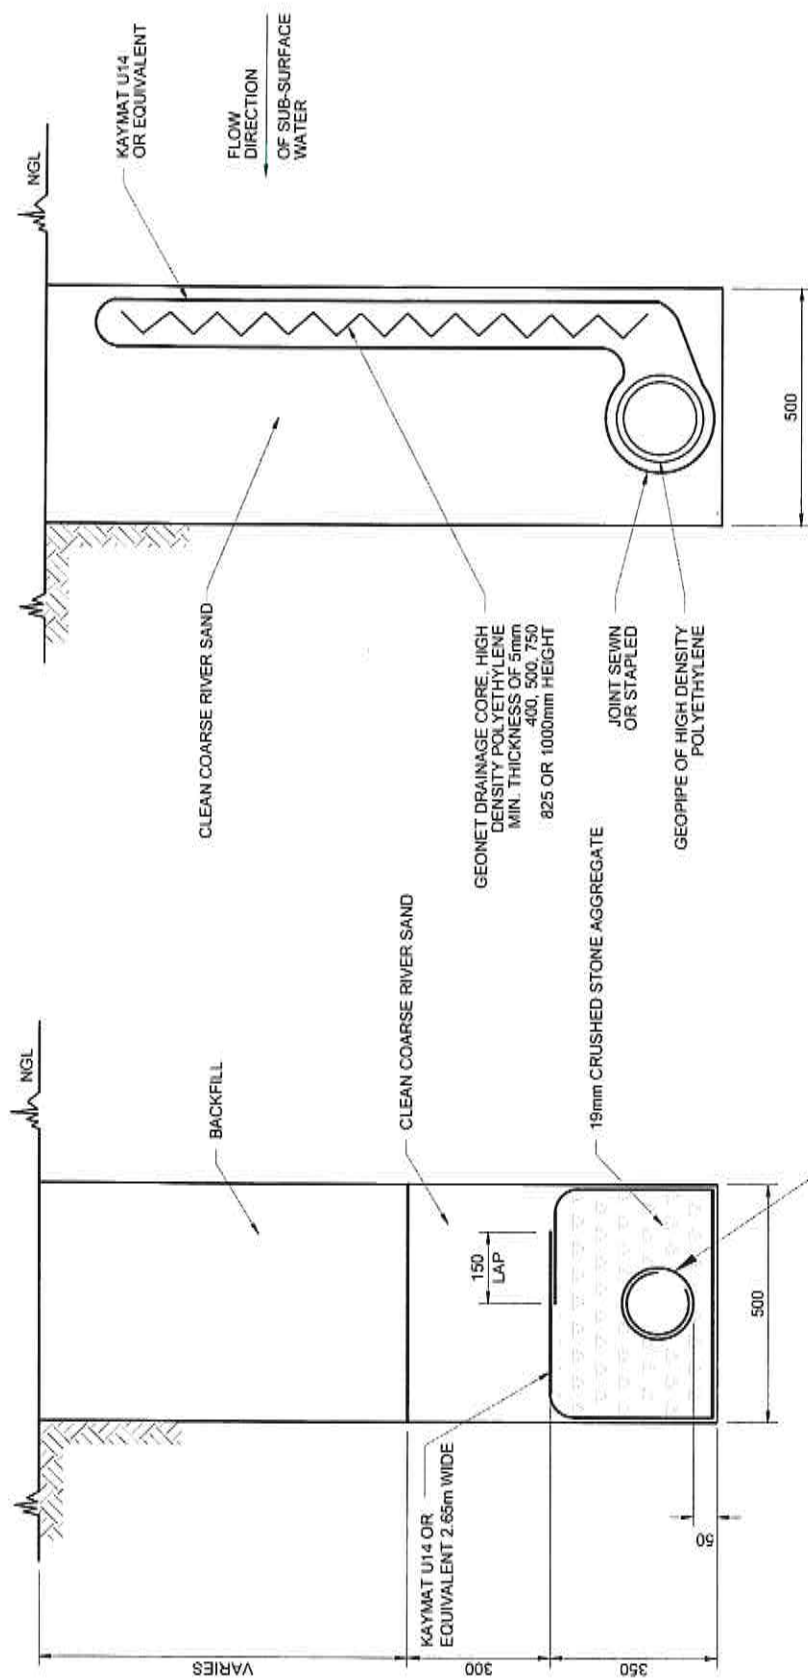 NGL
BACKFILL
CLEAN COARSE RIVER SAND
150
LAP
KAYMAT U14 OR
EQUIVALENT 2.65m WIDE
19mm CRUSHED STONE AGGREGATE
VARIES
300
350
50
500
NGL
KAYMAT U14
OR EQUIVALENT
FLOW
DIRECTION
OF SUB-SURFACE
WATER
CLEAN COARSE RIVER SAND
GEONET DRAINAGE CORE, HIGH
DENSITY POLYETHYLENE
MIN. THICKNESS OF 5mm
400, 500, 750
825 OR 1000mm HEIGHT
JOINT SEWN
OR STAPLED
GEOPIPE OF HIGH DENSITY
POLYETHYLENE
500